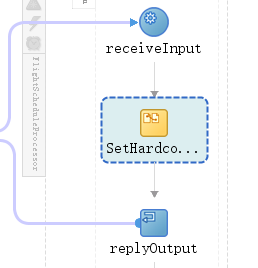 receiveInput
FlightScheduleProcessor
SetHardco...
replyOutput